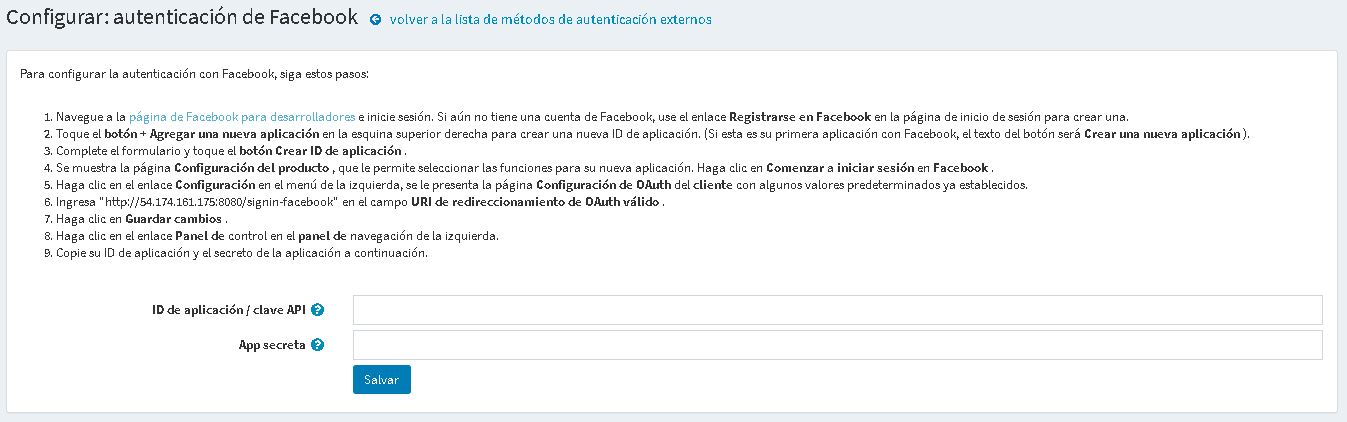 Configurar: autenticación de Facebook volver a la lista de métodos de autenticación externos
Para configurar la autenticación con Facebook, siga estos pasos:
1. Navegue a la página de Facebook para desarrolladores e inicie sesión. Si aún no tiene una cuenta de Facebook, use el enlace Registrarse en Facebook en la página de inicio de sesión para crear una.
2. Toque el botón + Agregar una nueva aplicación en la esquina superior derecha para crear una nueva ID de aplicación. (Si esta es su primera aplicación con Facebook, el texto del botón será Crear una nueva aplicación ).
3. Complete el formulario y toque el botón Crear ID de aplicación .
4. Se muestra la página Configuración del producto , que le permite seleccionar las funciones para su nueva aplicación. Haga clic en Comenzar a iniciar sesión en Facebook .
5. Haga clic en el enlace Configuración en el menú de la izquierda, se le presenta la página Configuración de OAuth del cliente con algunos valores predeterminados ya establecidos.
6. Ingresa "http://54.174.161.175:8080/signin-facebook" en el campo URI de redireccionamiento de OAuth válido .
7. Haga clic en Guardar cambios .
8. Haga clic en el enlace Panel de control en el panel de navegación de la izquierda.
9. Copie su ID de aplicación y el secreto de la aplicación a continuación.
ID de aplicación / clave API ?
App secreta ?
Salvar